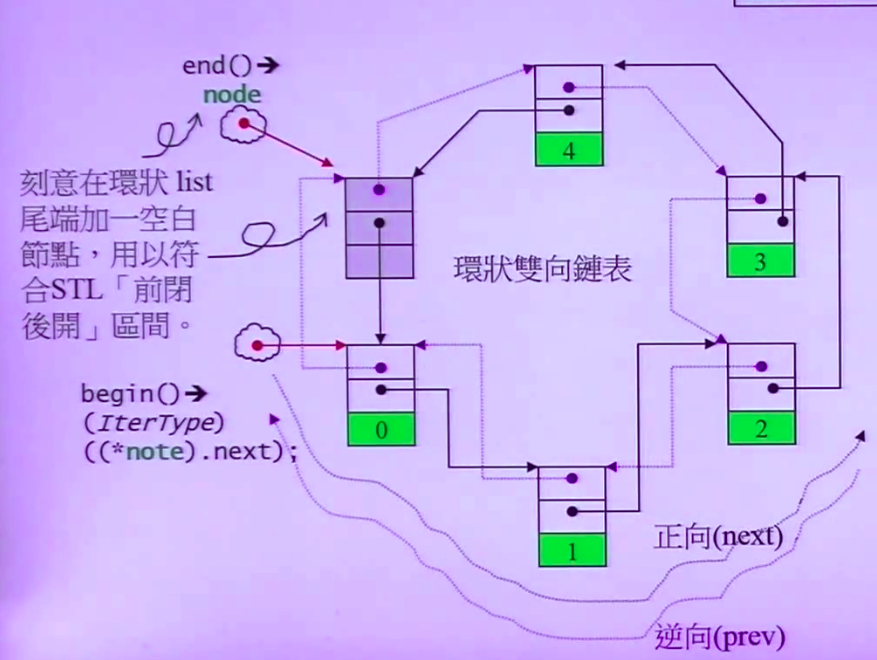 end()➔
node
刻意在環狀 list
尾端加一空白
節點，用以符
合STL「前閉
後開」區間。
環狀雙向鏈表
4
3
2
1
0
begin()➔
(IterType)
((*note).next);
正向(next)
逆向(prev)